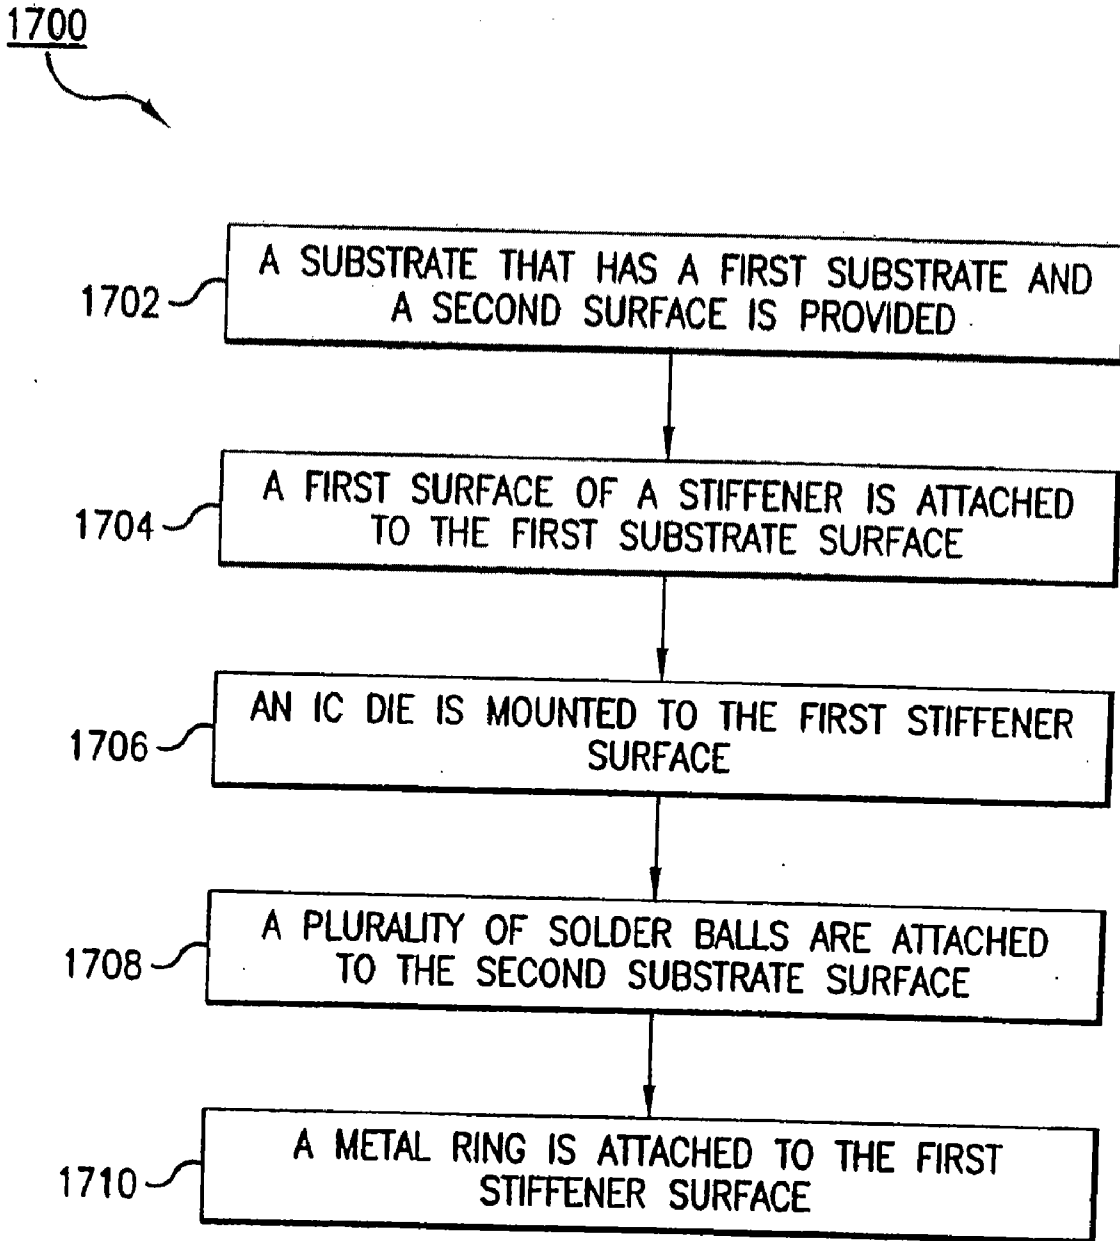 1700
1702
A SUBSTRATE THAT HAS A FIRST SUBSTRATE AND
A SECOND SURFACE IS PROVIDED
1704
A FIRST SURFACE OF A STIFFENER IS ATTACHED
TO THE FIRST SUBSTRATE SURFACE
1706
AN IC DIE IS MOUNTED TO THE FIRST STIFFENER
SURFACE
1708
A PLURALITY OF SOLDER BALLS ARE ATTACHED
TO THE SECOND SUBSTRATE SURFACE
1710
A METAL RING IS ATTACHED TO THE FIRST
STIFFENER SURFACE